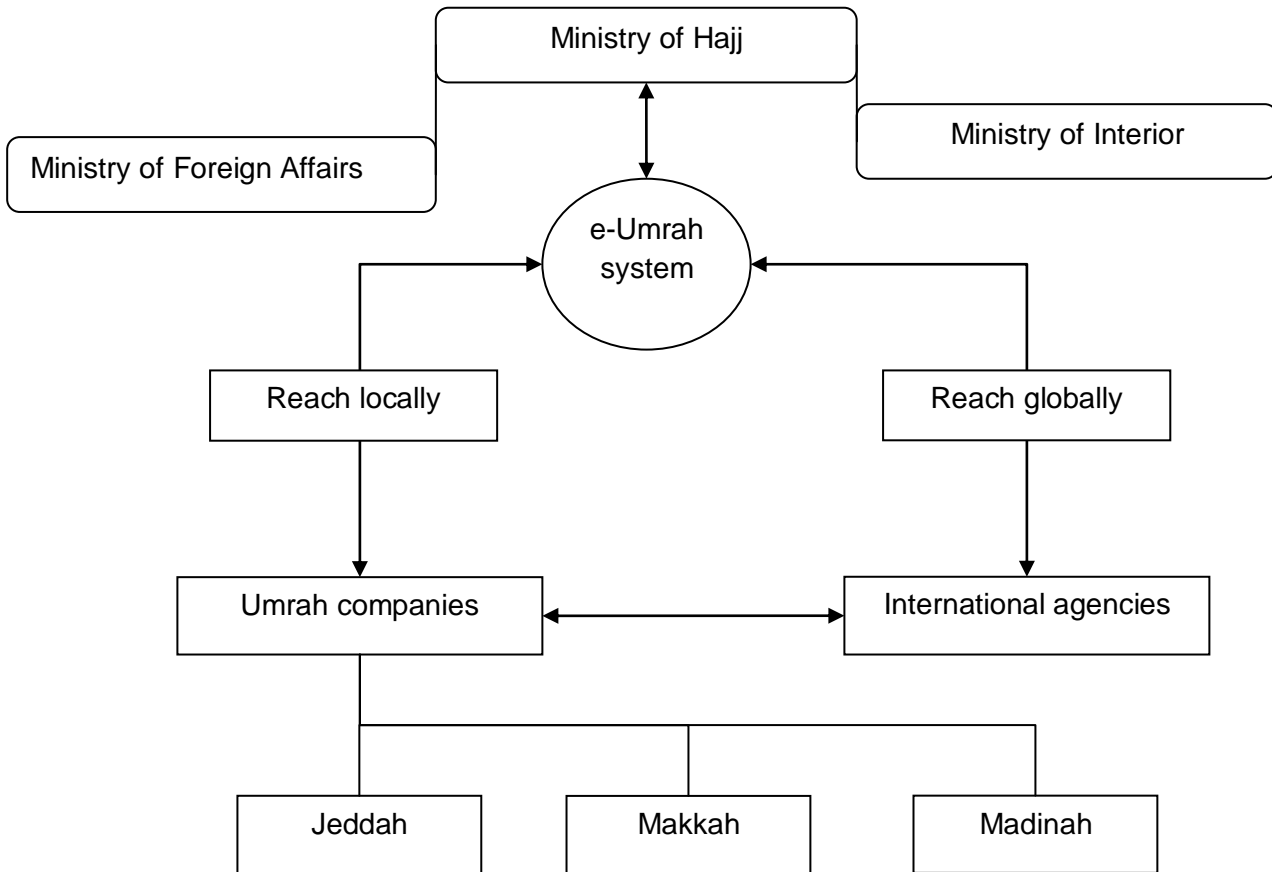 Ministry of Hajj
Ministry of Interior
Ministry of Foreign Affairs
e-Umrah
system
Reach locally
Reach globally
Umrah companies
International agencies
Jeddah
Makkah
Madinah